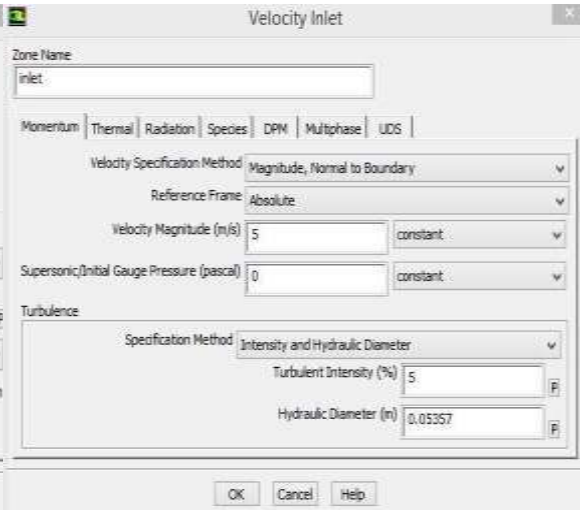 Velocity Inlet
Zone Name
inlet
Momentum Thermal Radiation Species DPM Multiphase UDS
Velocity Specification Method Magnitude, Normal to Boundary
Reference Frame Absolute
Velocity Magnitude (m/s) 5 constant
Supersonic/Initial Gauge Pressure (pascal) 0 constant
Turbulence
Specification Method Intensity and Hydraulic Diameter
Turbulent Intensity (%) 5 P
Hydraulic Diameter (m) 0.05357 P
OK Cancel Help